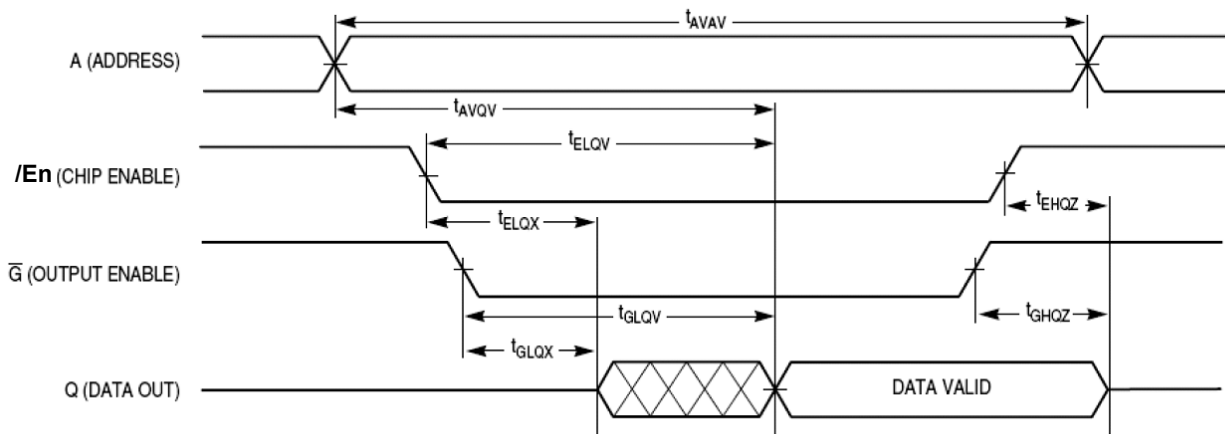 tAVAV
A (ADDRESS)
tAVQV
tELQV
/En (CHIP ENABLE)
tEHQZ
tELQX
G̅ (OUTPUT ENABLE)
tGLQV
tGHQZ
tGLQX
Q (DATA OUT)
DATA VALID